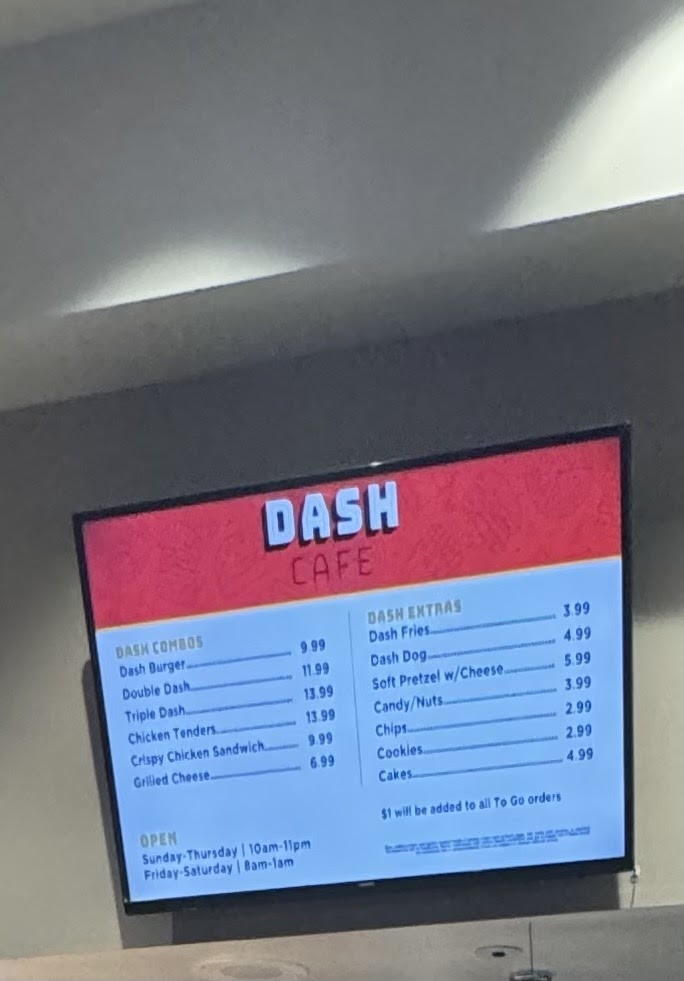 DASH
CAFE
DASH COMBOS
Dash Burger 9.99
Double Dash 11.99
Triple Dash 13.99
Chicken Tenders 13.99
Crispy Chicken Sandwich 9.99
Grilled Cheese 6.99
OPEN
Sunday-Thursday | 10am-11pm
Friday-Saturday | 8am-1am
DASH EXTRAS
Dash Fries 3.99
Dash Dog 4.99
Soft Pretzel w/Cheese 5.99
Candy/Nuts 3.99
Chips 2.99
Cookies 2.99
Cakes 4.99
$1 will be added to all To Go orders